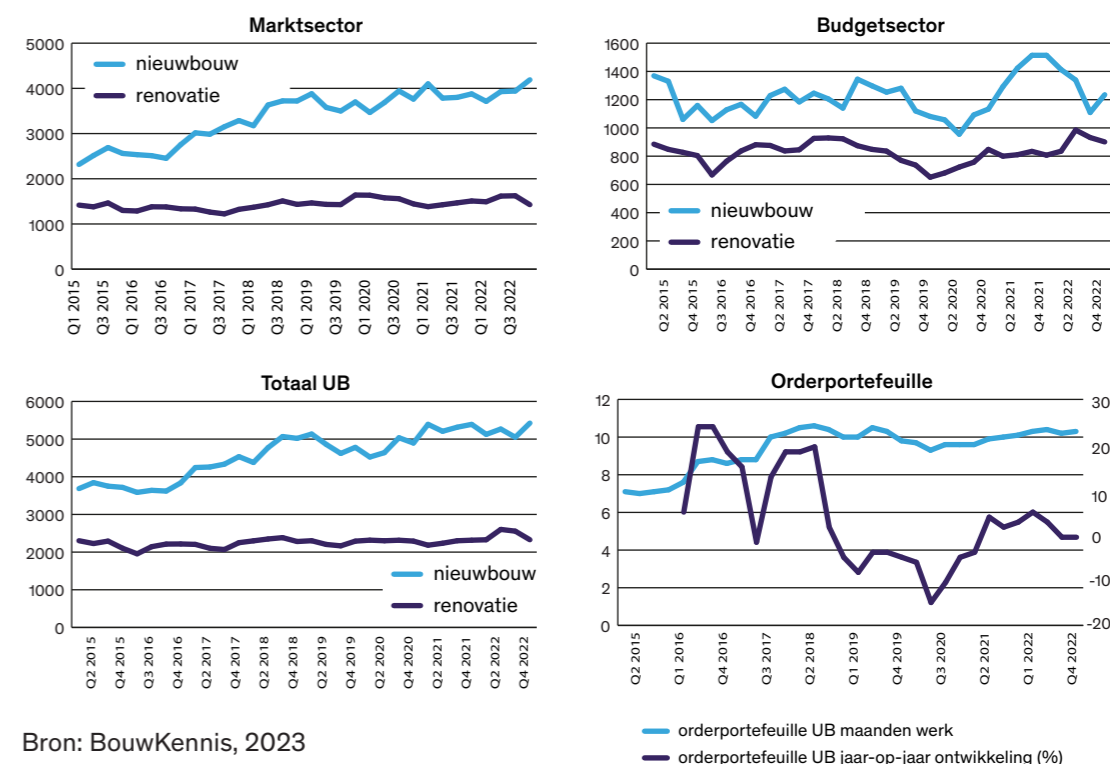 Marktsector
5000
4000
3000
2000
1000
0
nieuwbouw
renovatie
Q1 2015
Q3 2015
Q1 2016
Q3 2016
Q1 2017
Q3 2017
Q1 2018
Q3 2018
Q1 2019
Q3 2019
Q1 2020
Q3 2020
Q1 2021
Q3 2021
Q1 2022
Q3 2022
Budgetsector
1600
1400
1200
1000
800
600
400
200
0
nieuwbouw
renovatie
Q2 2015
Q4 2015
Q2 2016
Q4 2016
Q2 2017
Q4 2017
Q2 2018
Q4 2018
Q2 2019
Q4 2019
Q2 2020
Q4 2020
Q2 2021
Q4 2021
Q2 2022
Q4 2022
Totaal UB
6000
5000
4000
3000
2000
1000
0
nieuwbouw
renovatie
Q2 2015
Q4 2015
Q3 2016
Q4 2016
Q2 2017
Q4 2017
Q2 2018
Q4 2018
Q2 2019
Q4 2019
Q2 2020
Q4 2020
Q2 2021
Q4 2021
Q2 2022
Q4 2022
Orderportefeuille
12
10
8
6
4
2
0
30
20
10
0
-10
-20
Q2 2015
Q1 2016
Q4 2016
Q3 2017
Q2 2018
Q1 2019
Q4 2019
Q3 2020
Q2 2021
Q1 2022
Q4 2022
orderportefeuille UB maanden werk
orderportefeuille UB jaar-op-jaar ontwikkeling (%)
Bron: BouwKennis, 2023